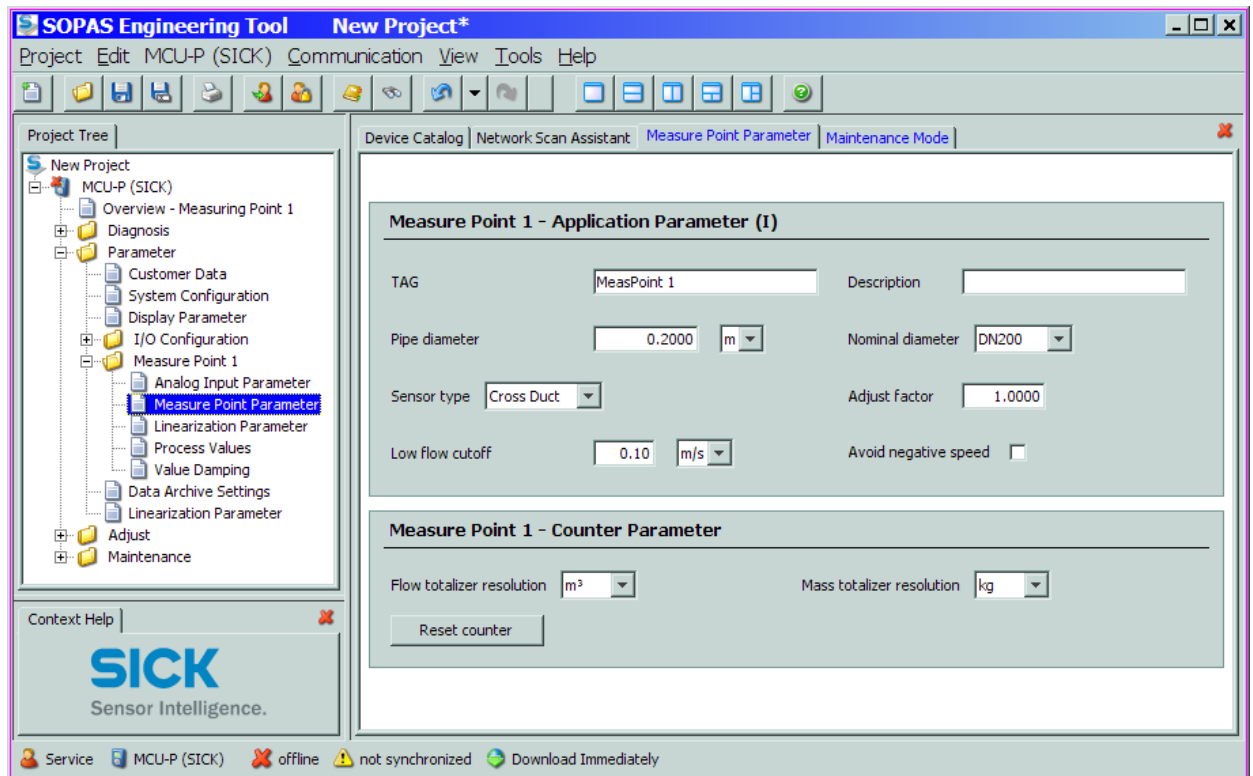 SOPAS Engineering Tool New Project*
Project Edit MCU-P (SICK) Communication View Tools Help
Project Tree
New Project
MCU-P (SICK)
Overview - Measuring Point 1
Diagnosis
Parameter
Customer Data
System Configuration
Display Parameter
I/O Configuration
Measure Point 1
Analog Input Parameter
Measure Point Parameter
Linearization Parameter
Process Values
Value Damping
Data Archive Settings
Linearization Parameter
Adjust
Maintenance
Context Help
SICK
Sensor Intelligence.
Device Catalog Network Scan Assistant Measure Point Parameter Maintenance Mode
Measure Point 1 - Application Parameter (I)
TAG MeasPoint 1 Description
Pipe diameter 0.2000 m Nominal diameter DN200
Sensor type Cross Duct Adjust factor 1.0000
Low flow cutoff 0.10 m/s Avoid negative speed
Measure Point 1 - Counter Parameter
Flow totalizer resolution m³ Mass totalizer resolution kg
Reset counter
Service MCU-P (SICK) offline not synchronized Download Immediately